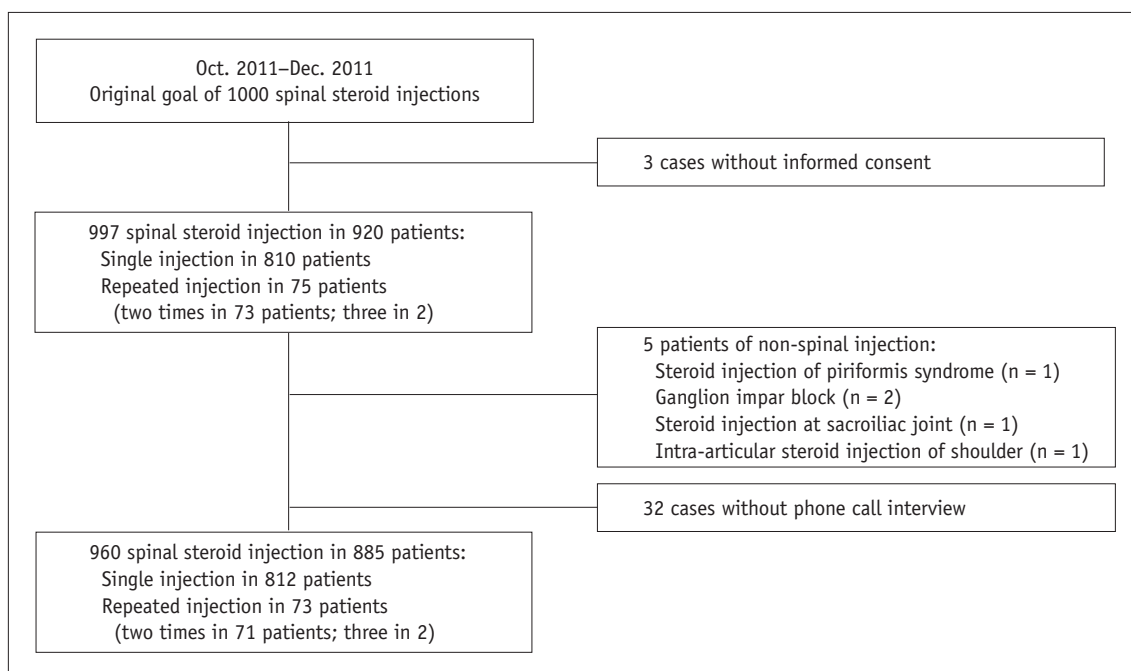 Oct. 2011–Dec. 2011
Original goal of 1000 spinal steroid injections
3 cases without informed consent
997 spinal steroid injection in 920 patients:
Single injection in 810 patients
Repeated injection in 75 patients
(two times in 73 patients; three in 2)
5 patients of non-spinal injection:
Steroid injection of piriformis syndrome (n = 1)
Ganglion impar block (n = 2)
Steroid injection at sacroiliac joint (n = 1)
Intra-articular steroid injection of shoulder (n = 1)
32 cases without phone call interview
960 spinal steroid injection in 885 patients:
Single injection in 812 patients
Repeated injection in 73 patients
(two times in 71 patients; three in 2)